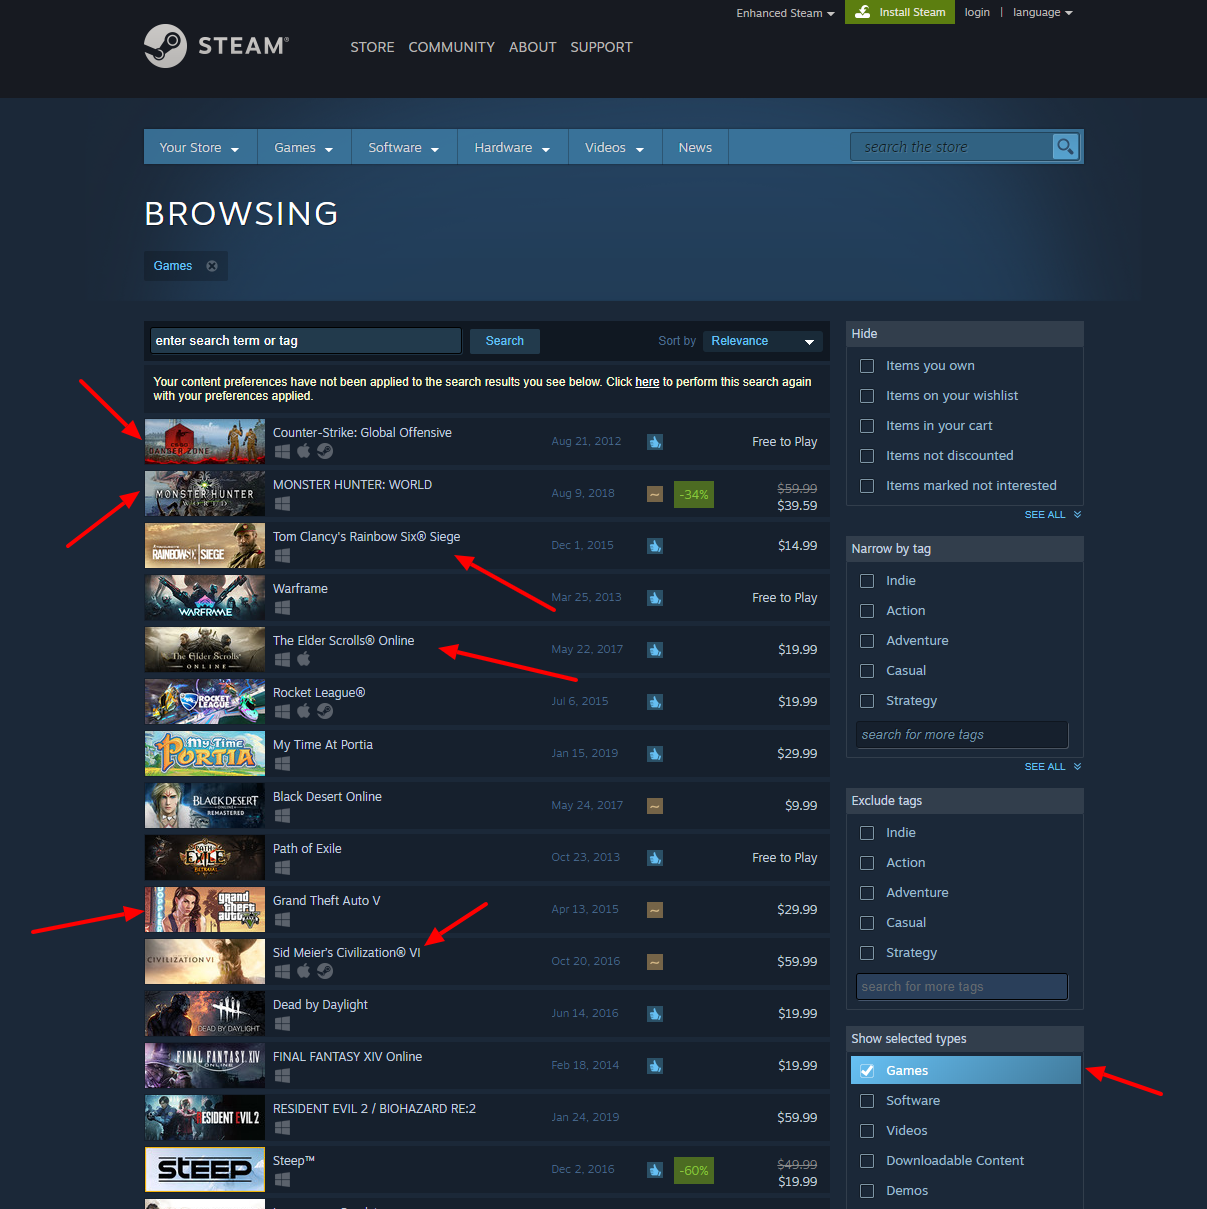 Enhanced Steam
Install Steam
login | language
STEAM®
STORE COMMUNITY ABOUT SUPPORT
Your Store Games Software Hardware Videos News
search the store
BROWSING
Games
enter search term or tag
Search
Sort by Relevance
Your content preferences have not been applied to the search results you see below. Click here to perform this search again
with your preferences applied.
CS:GO
DANGER ZONE
Counter-Strike: Global Offensive
Aug 21, 2012
Free to Play
MONSTER HUNTER
WORLD
MONSTER HUNTER: WORLD
Aug 9, 2018
-34%
$59.99
$39.59
RAINBOW SIX | SIEGE
Tom Clancy's Rainbow Six® Siege
Dec 1, 2015
$14.99
WARFRAME
Warframe
Mar 25, 2013
Free to Play
The Elder Scrolls
ONLINE
The Elder Scrolls® Online
May 22, 2017
$19.99
ROCKET
LEAGUE
Rocket League®
Jul 6, 2015
$19.99
My Time
PORTIA
My Time At Portia
Jan 15, 2019
$29.99
BLACK DESERT
ONLINE
REMASTERED
Black Desert Online
May 24, 2017
$9.99
PATH
EXILE
BETRAYAL
Path of Exile
Oct 23, 2013
Free to Play
grand
theft
auto V
Grand Theft Auto V
Apr 13, 2015
$29.99
CIVILIZATION VI
Sid Meier's Civilization® VI
Oct 20, 2016
$59.99
DEAD BY DAYLIGHT
Dead by Daylight
Jun 14, 2016
$19.99
FINAL FANTASY XIV
ONLINE
FINAL FANTASY XIV Online
Feb 18, 2014
$19.99
RESIDENT EVIL 2
RESIDENT EVIL 2 / BIOHAZARD RE:2
Jan 24, 2019
$59.99
STEEP
Steep™
Dec 2, 2016
-60%
$49.99
$19.99
Hide
Items you own
Items on your wishlist
Items in your cart
Items not discounted
Items marked not interested
SEE ALL
Narrow by tag
Indie
Action
Adventure
Casual
Strategy
search for more tags
SEE ALL
Exclude tags
Indie
Action
Adventure
Casual
Strategy
search for more tags
Show selected types
Games
Software
Videos
Downloadable Content
Demos